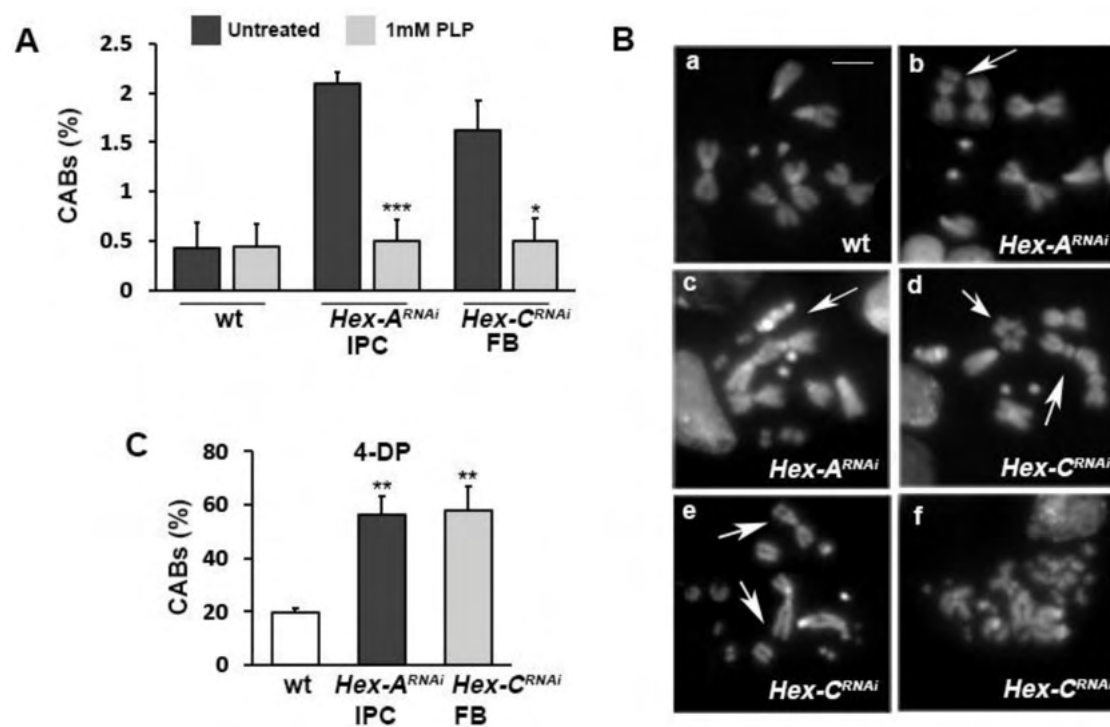 A
Untreated
1mM PLP
CABs (%)
2.5
2
1.5
1
0.5
0
***
*
wt
Hex-A^RNAi
IPC
Hex-C^RNAi
FB
B
a
wt
b
Hex-A^RNAi
c
Hex-A^RNAi
d
Hex-C^RNAi
e
Hex-C^RNAi
f
Hex-C^RNAi
C
4-DP
CABs (%)
80
60
40
20
0
**
**
wt
Hex-A^RNAi
IPC
Hex-C^RNAi
FB